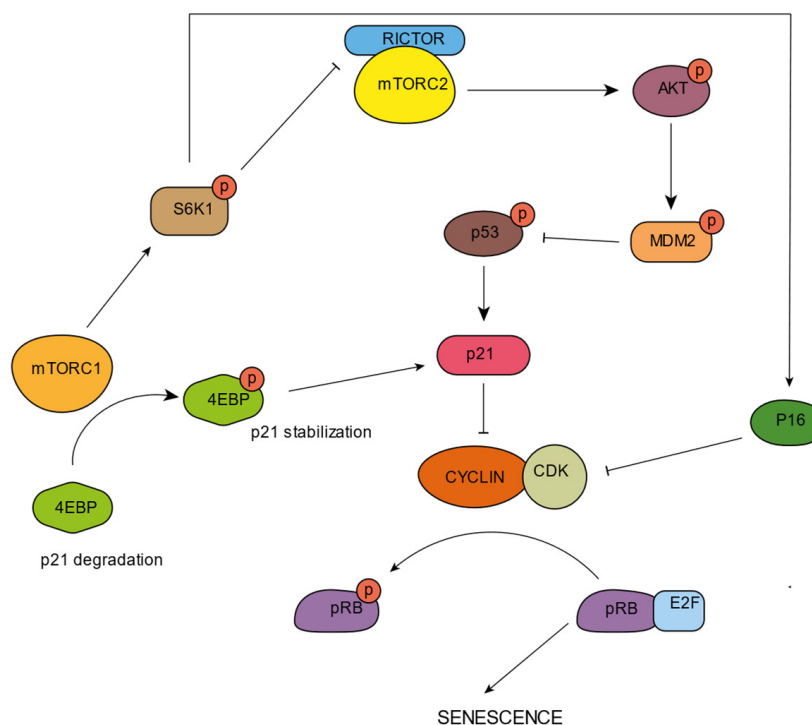 RICTOR
mTORC2
p
AKT
p
S6K1
p
p53
p
MDM2
mTORC1
p21
p
4EBP
p21 stabilization
P16
CYCLIN
CDK
4EBP
p21 degradation
p
pRB
pRB
E2F
SENESCENCE